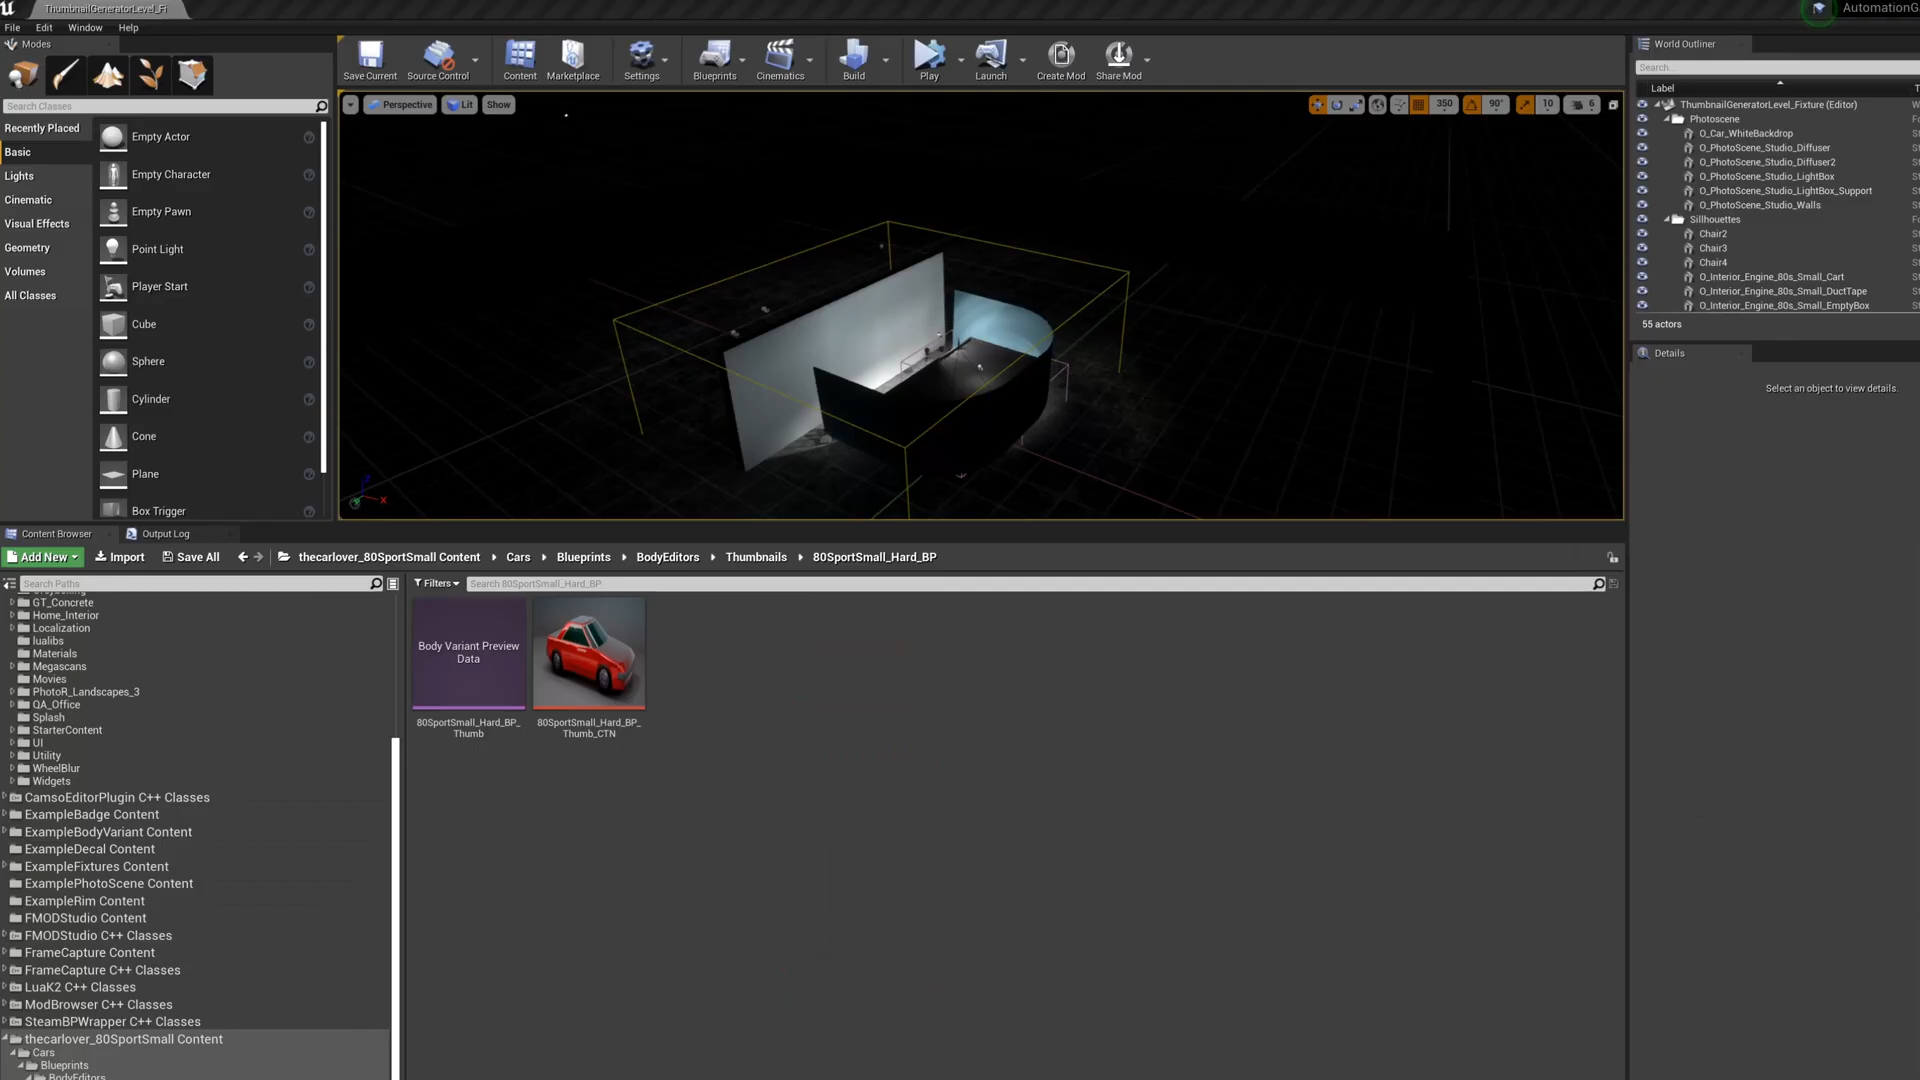 ThumbnailGeneratorLevel_Fi
AutomationGa
File Edit Window Help
Modes
Search Classes
Recently Placed
Basic
Lights
Cinematic
Visual Effects
Geometry
Volumes
All Classes
Empty Actor
Empty Character
Empty Pawn
Point Light
Player Start
Cube
Sphere
Cylinder
Cone
Plane
Box Trigger
Save Current Source Control Content Marketplace Settings Blueprints Cinematics Build Play Launch Create Mod Share Mod
Perspective Lit Show
350 90° 10 6
X
World Outliner
Search...
Label
ThumbnailGeneratorLevel_Fixture (Editor)
Photoscene
O_Car_WhiteBackdrop
O_PhotoScene_Studio_Diffuser
O_PhotoScene_Studio_Diffuser2
O_PhotoScene_Studio_LightBox
O_PhotoScene_Studio_LightBox_Support
O_PhotoScene_Studio_Walls
Sillhouettes
Chair2
Chair3
Chair4
O_Interior_Engine_80s_Small_Cart
O_Interior_Engine_80s_Small_DuctTape
O_Interior_Engine_80s_Small_EmptyBox
55 actors
Details
Select an object to view details.
Content Browser Output Log
Add New Import Save All thecarlover_80SportSmall Content Cars Blueprints BodyEditors Thumbnails 80SportSmall_Hard_BP
Search Paths
Filters Search 80SportSmall_Hard_BP
GT_Concrete
Home_Interior
Localization
lualibs
Materials
Megascans
Movies
PhotoR_Landscapes_3
QA_Office
Splash
StarterContent
UI
Utility
WheelBlur
Widgets
CamsoEditorPlugin C++ Classes
ExampleBadge Content
ExampleBodyVariant Content
ExampleDecal Content
ExampleFixtures Content
ExamplePhotoScene Content
ExampleRim Content
FMODStudio Content
FMODStudio C++ Classes
FrameCapture Content
FrameCapture C++ Classes
LuaK2 C++ Classes
ModBrowser C++ Classes
SteamBPWrapper C++ Classes
thecarlover_80SportSmall Content
Cars
Blueprints
BodyEditors
Body Variant Preview
Data
80SportSmall_Hard_BP_
Thumb
80SportSmall_Hard_BP_
Thumb_CTN